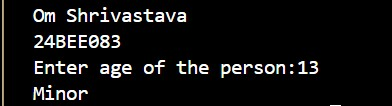 Om Shrivastava
24BEE083
Enter age of the person:13
Minor